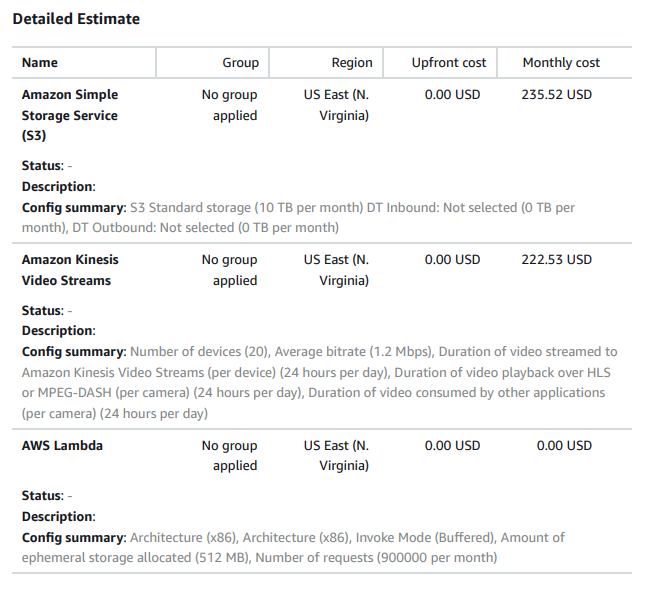 Detailed Estimate
Name Group Region Upfront cost Monthly cost
Amazon Simple No group US East (N. 0.00 USD 235.52 USD
Storage Service applied Virginia)
(S3)
Status: -
Description:
Config summary: S3 Standard storage (10 TB per month) DT Inbound: Not selected (0 TB per
month), DT Outbound: Not selected (0 TB per month)
Amazon Kinesis No group US East (N. 0.00 USD 222.53 USD
Video Streams applied Virginia)
Status: -
Description:
Config summary: Number of devices (20), Average bitrate (1.2 Mbps), Duration of video streamed to
Amazon Kinesis Video Streams (per device) (24 hours per day), Duration of video playback over HLS
or MPEG-DASH (per camera) (24 hours per day), Duration of video consumed by other applications
(per camera) (24 hours per day)
AWS Lambda No group US East (N. 0.00 USD 0.00 USD
applied Virginia)
Status: -
Description:
Config summary: Architecture (x86), Architecture (x86), Invoke Mode (Buffered), Amount of
ephemeral storage allocated (512 MB), Number of requests (900000 per month)